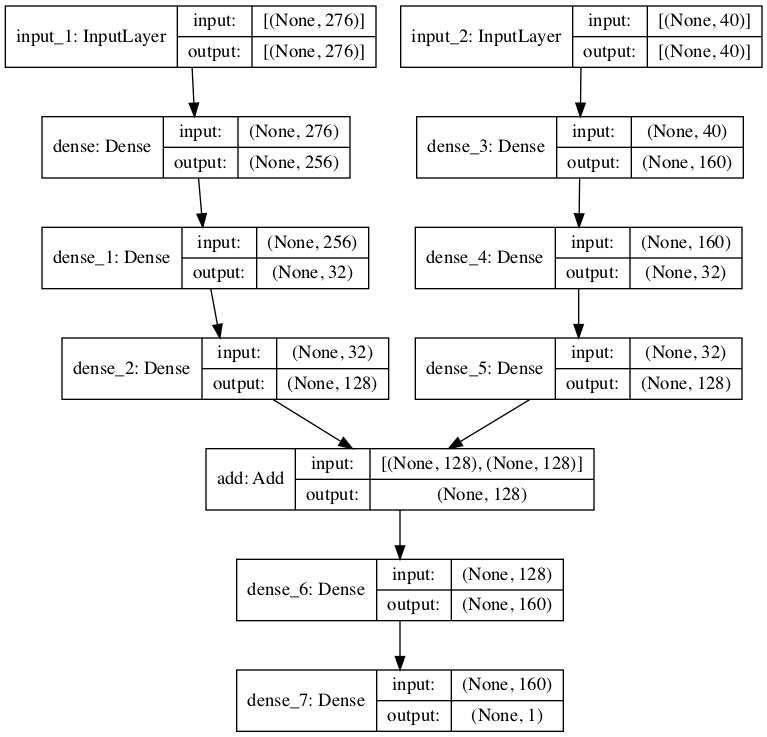 input_1: InputLayer
input:
[(None, 276)]
output:
[(None, 276)]
input_2: InputLayer
input:
[(None, 40)]
output:
[(None, 40)]
dense: Dense
input:
(None, 276)
output:
(None, 256)
dense_3: Dense
input:
(None, 40)
output:
(None, 160)
dense_1: Dense
input:
(None, 256)
output:
(None, 32)
dense_4: Dense
input:
(None, 160)
output:
(None, 32)
dense_2: Dense
input:
(None, 32)
output:
(None, 128)
dense_5: Dense
input:
(None, 32)
output:
(None, 128)
add: Add
input:
[(None, 128), (None, 128)]
output:
(None, 128)
dense_6: Dense
input:
(None, 128)
output:
(None, 160)
dense_7: Dense
input:
(None, 160)
output:
(None, 1)